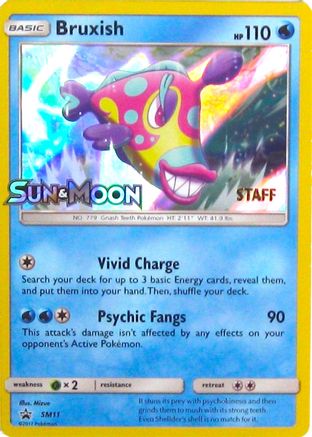 BASIC Bruxish HP 110
SUN & MOON
STAFF
NO. 779 Gnash Teeth Pokémon HT: 2'11" WT: 41.9 lbs.
Vivid Charge
Search your deck for up to 3 basic Energy cards, reveal them,
and put them into your hand. Then, shuffle your deck.
Psychic Fangs 90
This attack's damage isn't affected by any effects on your
opponent's Active Pokémon.
weakness × 2 resistance retreat
Illus. Mizue
SM11
©2017 Pokémon
It stuns its prey with psychokinesis and then
grinds them to mush with its strong teeth.
Even Shellder's shell is no match for it.